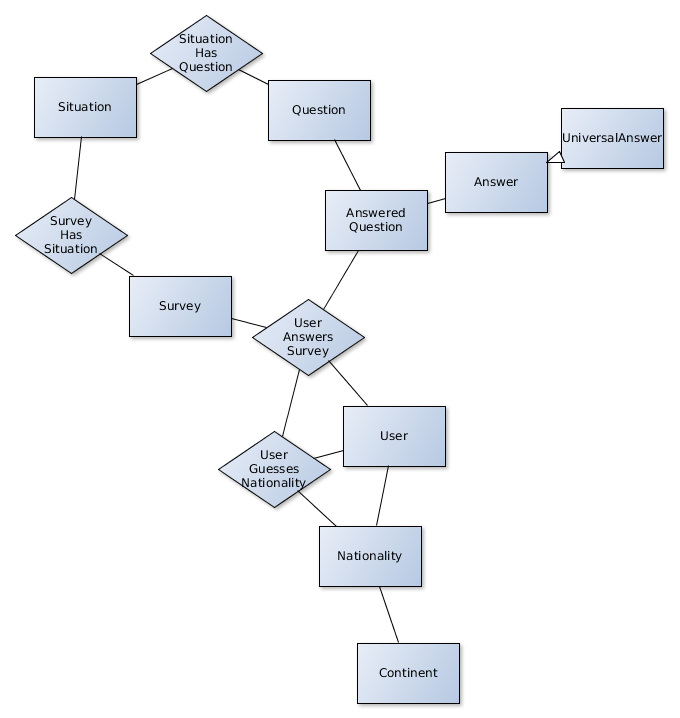 Situation
Has
Question
Situation
Question
UniversalAnswer
Answer
Answered
Question
Survey
Has
Situation
Survey
User
Answers
Survey
User
User
Guesses
Nationality
Nationality
Continent